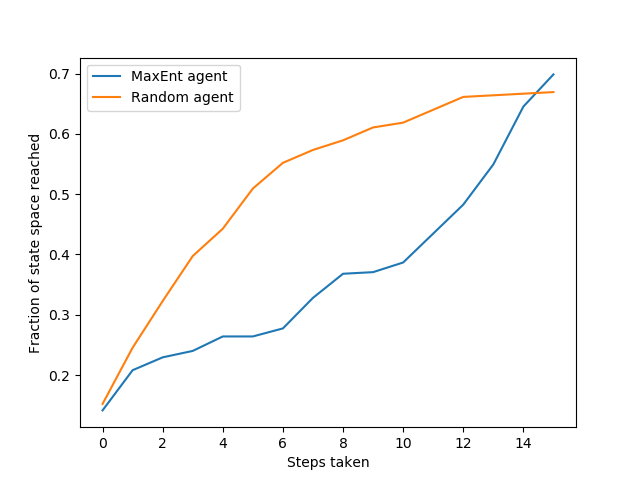 MaxEnt agent
Random agent
0.7
0.6
0.5
0.4
0.3
0.2
Fraction of state space reached
0 2 4 6 8 10 12 14
Steps taken